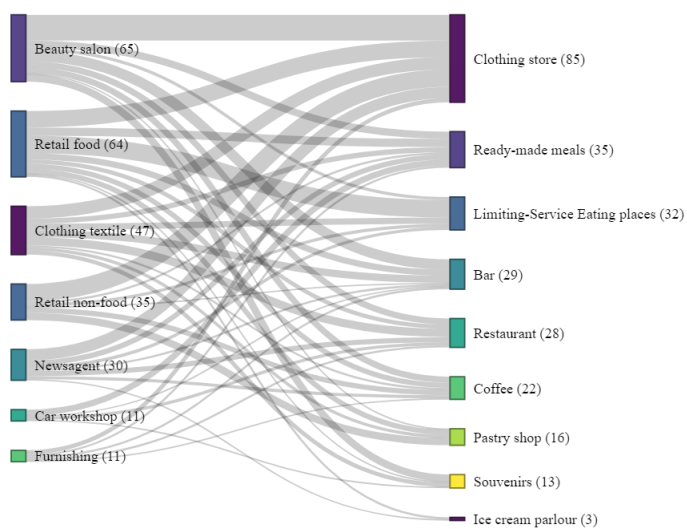 Beauty salon (65)
Retail food (64)
Clothing textile (47)
Retail non-food (35)
Newsagent (30)
Car workshop (11)
Furnishing (11)
Clothing store (85)
Ready-made meals (35)
Limiting-Service Eating places (32)
Bar (29)
Restaurant (28)
Coffee (22)
Pastry shop (16)
Souvenirs (13)
Ice cream parlour (3)